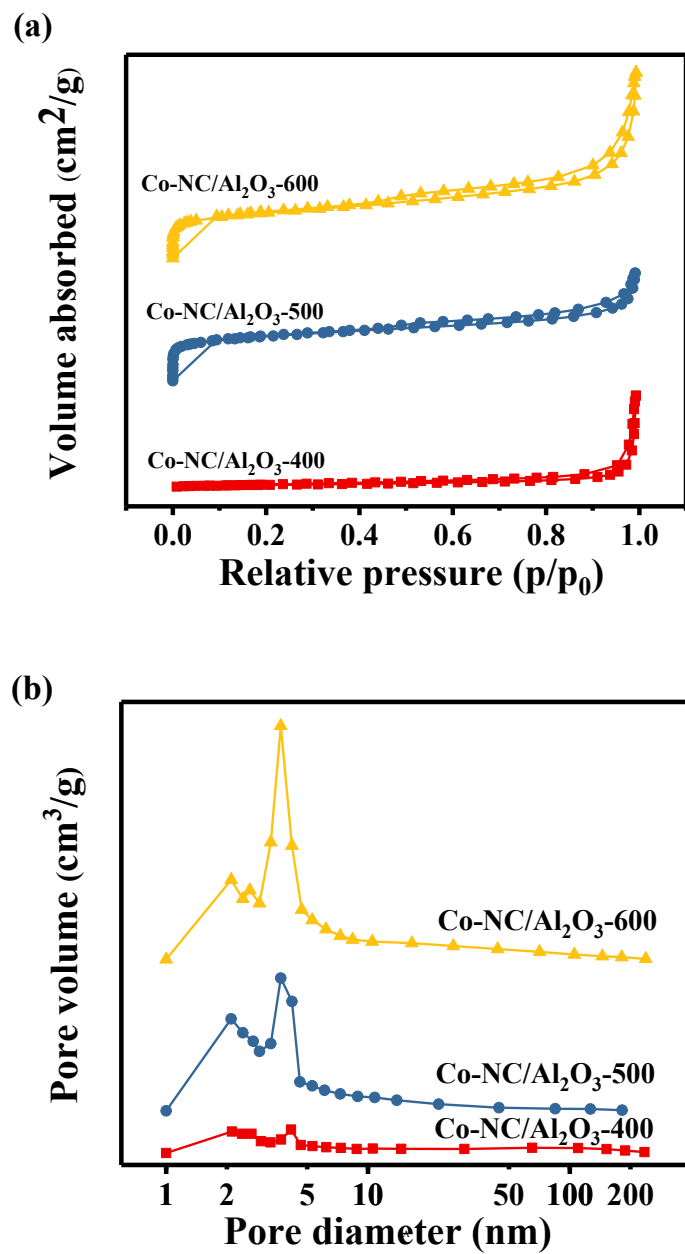 (a)
Volume absorbed (cm²/g)
Co-NC/Al₂O₃-600
Co-NC/Al₂O₃-500
Co-NC/Al₂O₃-400
0.0 0.2 0.4 0.6 0.8 1.0
Relative pressure (p/p₀)
(b)
Pore volume (cm³/g)
Co-NC/Al₂O₃-600
Co-NC/Al₂O₃-500
Co-NC/Al₂O₃-400
1 2 5 10 50 100 200
Pore diameter (nm)